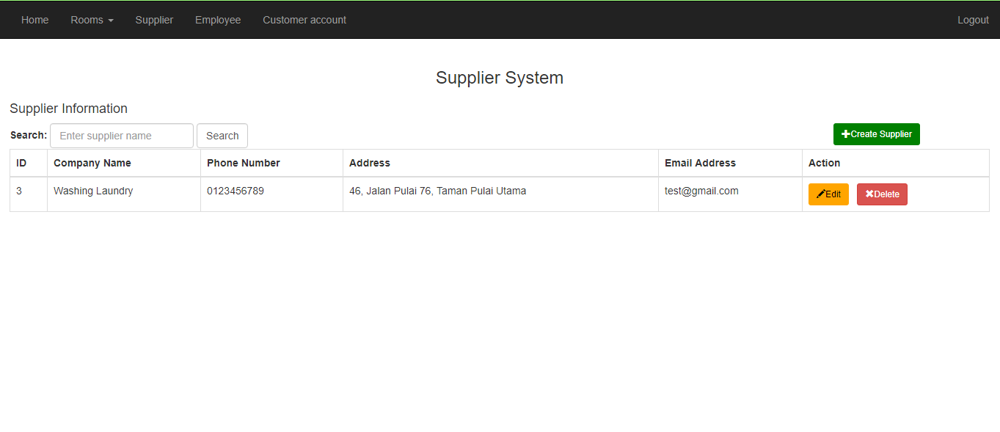 Home Rooms Supplier Employee Customer account Logout
Supplier System
Supplier Information
Search: Enter supplier name Search Create Supplier
ID Company Name Phone Number Address Email Address Action
3 Washing Laundry 0123456789 46, Jalan Pulai 76, Taman Pulai Utama test@gmail.com Edit Delete